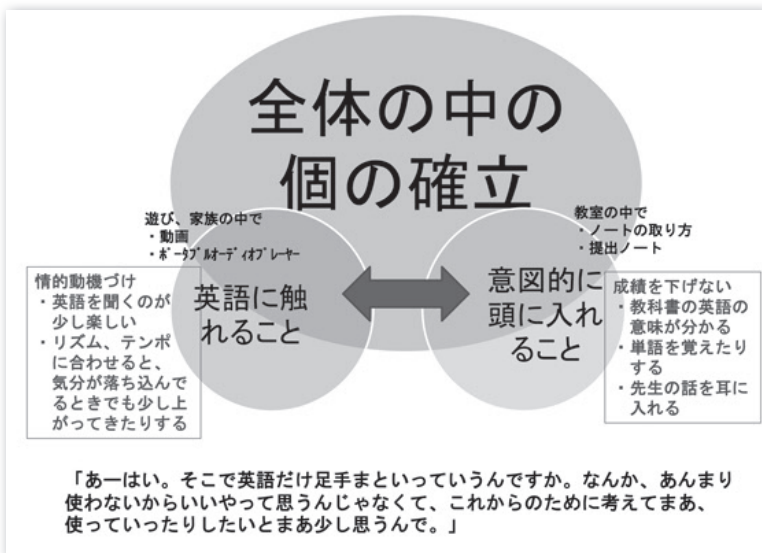 全体の中の
個の確立
遊び、家族の中で
・動画
・ﾎﾟｰﾀﾌﾞﾙｵｰﾃﾞｨｵﾌﾟﾚｰﾔｰ
教室の中で
・ノートの取り方
・提出ノート
情的動機づけ
・英語を聞くのが
少し楽しい
・リズム、テンポ
に合わせると、
気分が落ち込んで
るときでも少し上
がってきたりする
英語に触
れること
意図的に
頭に入れ
ること
成績を下げない
・教科書の英語の
意味が分かる
・単語を覚えたり
する
・先生の話を耳に
入れる
「あーはい。そこで英語だけ足手まといっていうんですか。なんか、あんまり
使わないからいいやって思うんじゃなくて、これからのために考えてまあ、
使っていったりしたいとまあ少し思うんで。」